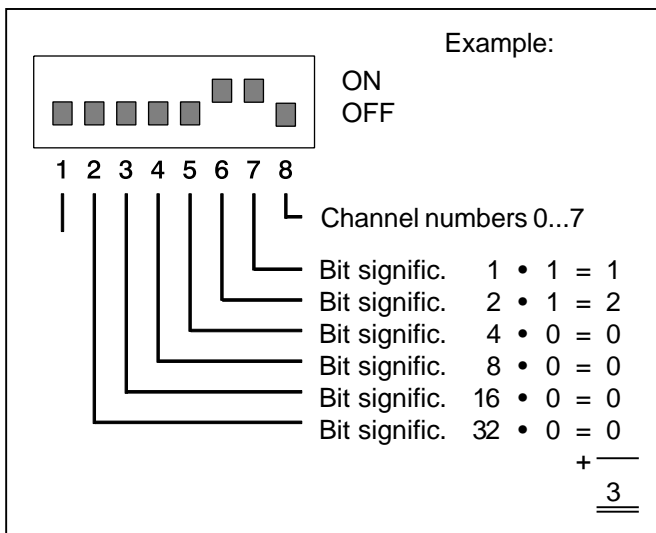 Example:
ON
OFF
1 2 3 4 5 6 7 8
Channel numbers 0...7
Bit signific. 1 • 1 = 1
Bit signific. 2 • 1 = 2
Bit signific. 4 • 0 = 0
Bit signific. 8 • 0 = 0
Bit signific. 16 • 0 = 0
Bit signific. 32 • 0 = 0
+
3